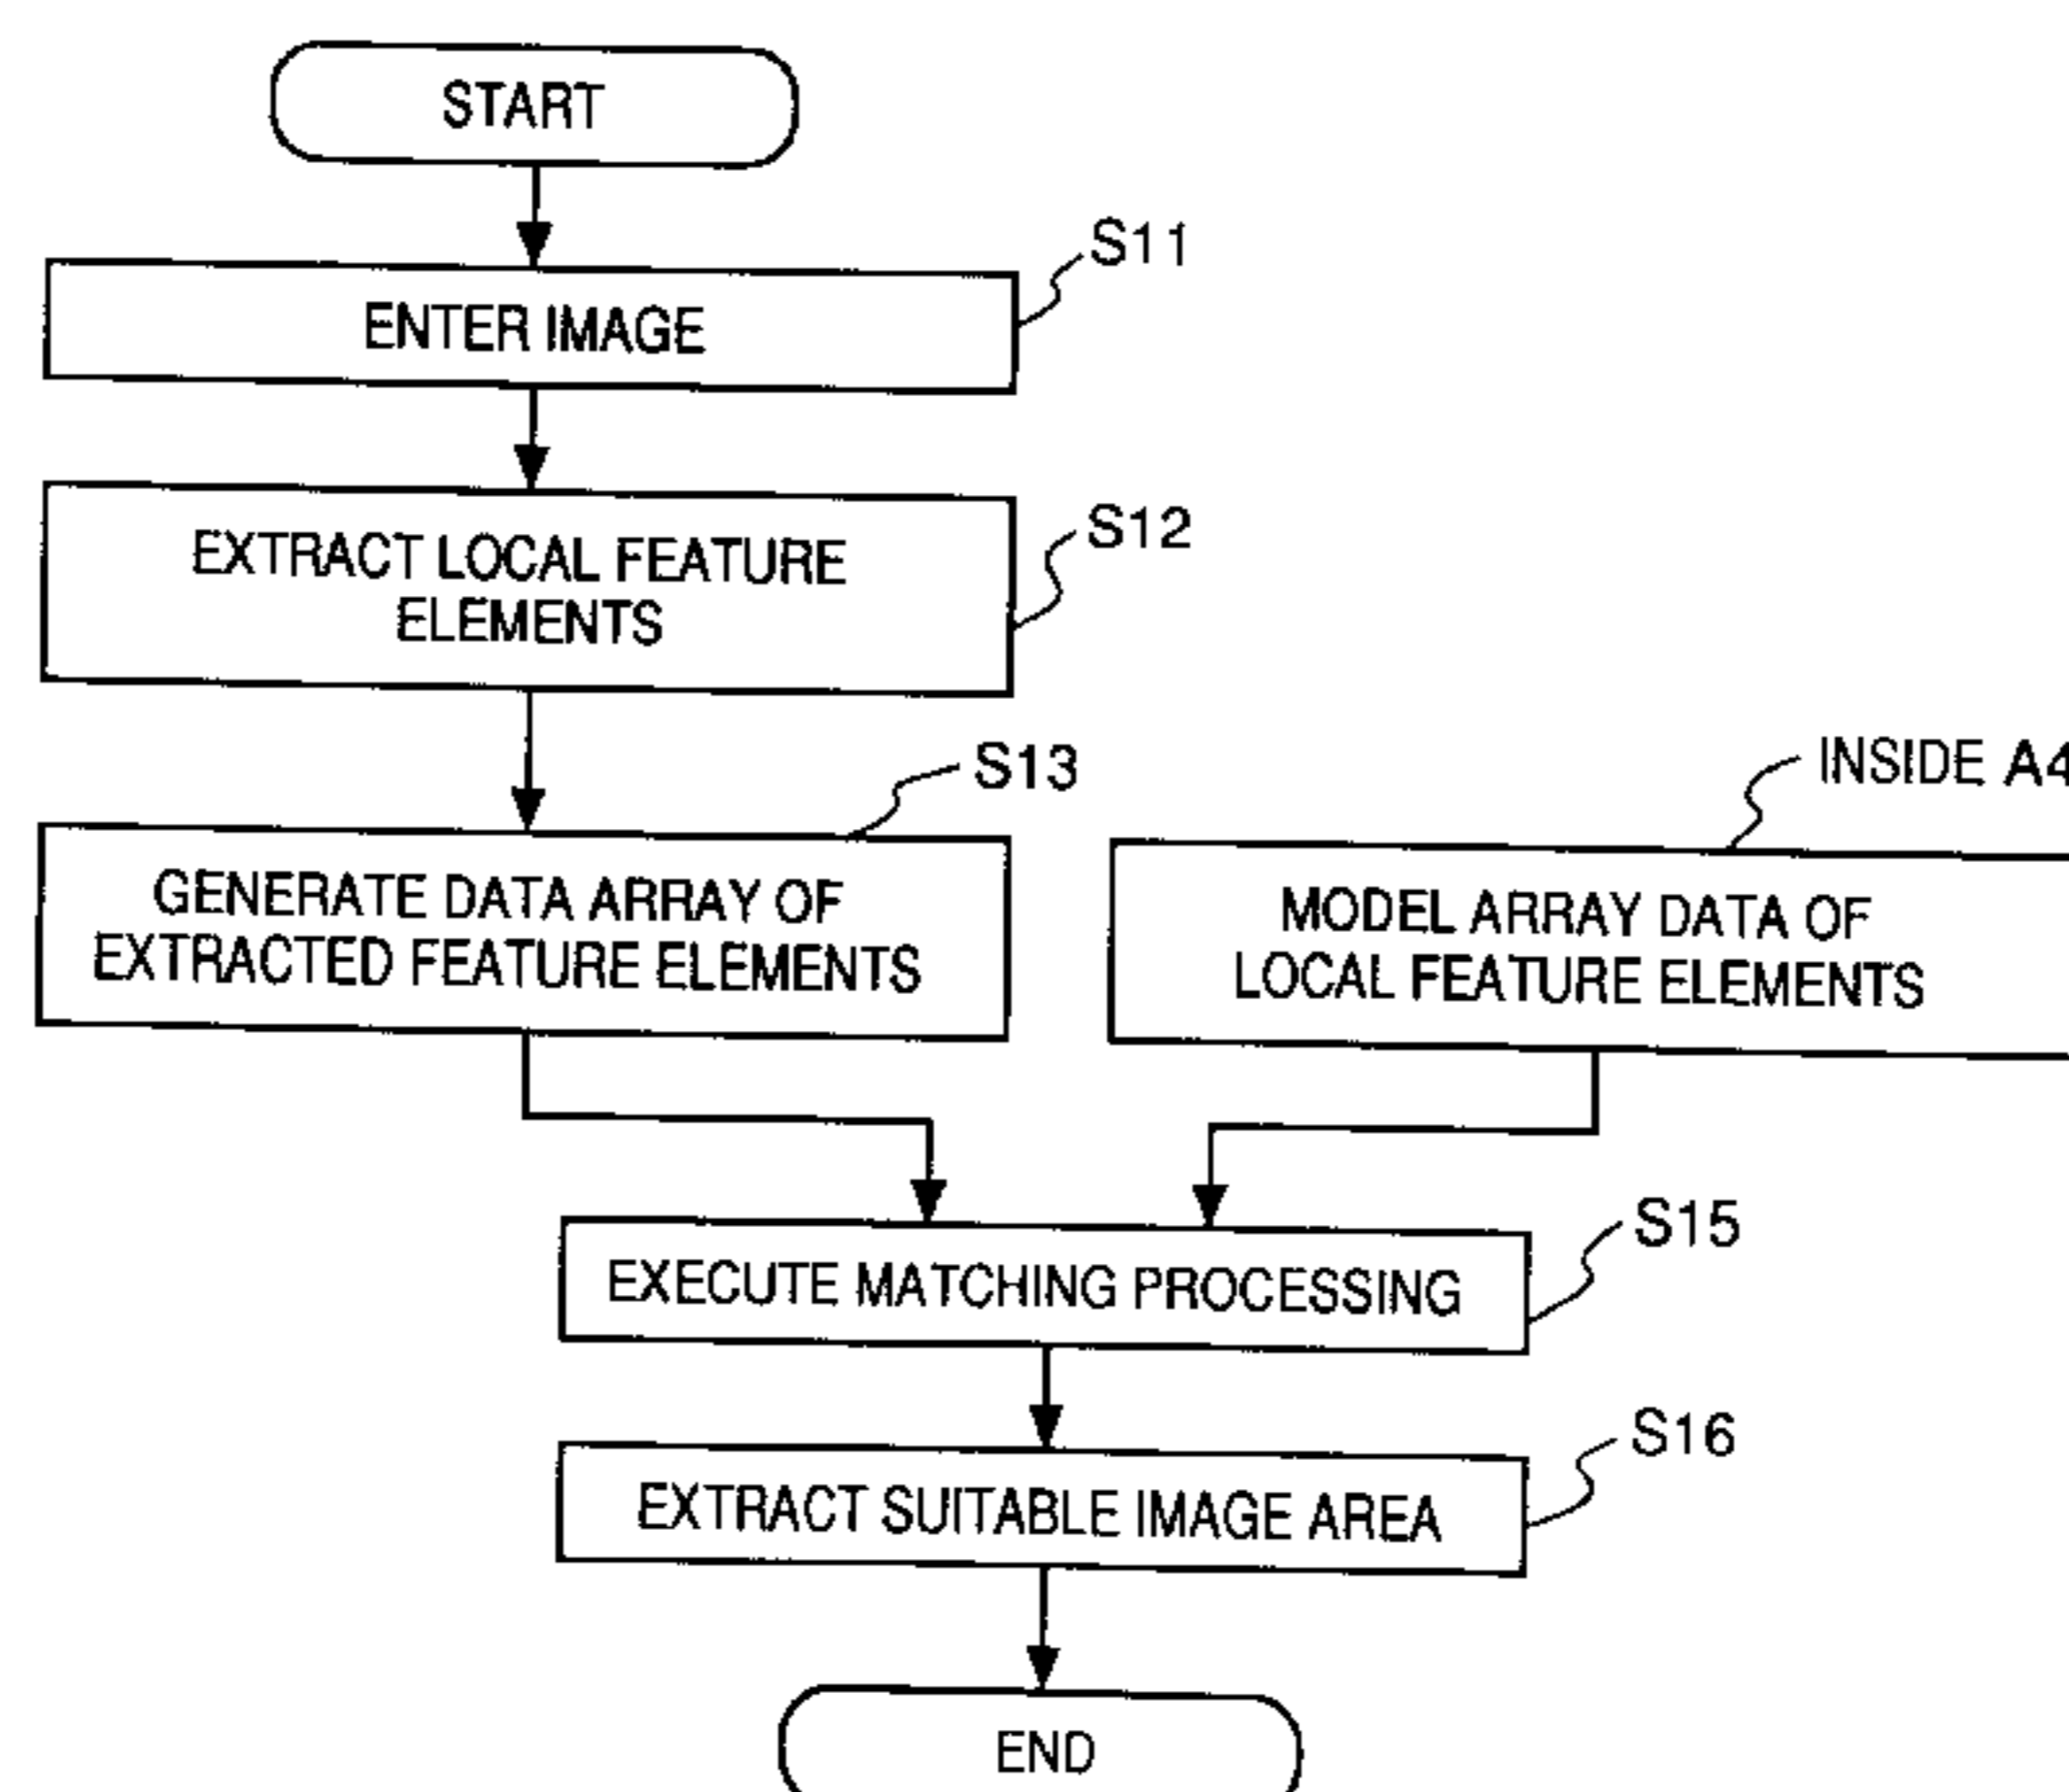 START
S11
ENTER IMAGE
S12
EXTRACT LOCAL FEATURE
ELEMENTS
S13
GENERATE DATA ARRAY OF
EXTRACTED FEATURE ELEMENTS
INSIDE A4
MODEL ARRAY DATA OF
LOCAL FEATURE ELEMENTS
S15
EXECUTE MATCHING PROCESSING
S16
EXTRACT SUITABLE IMAGE AREA
END